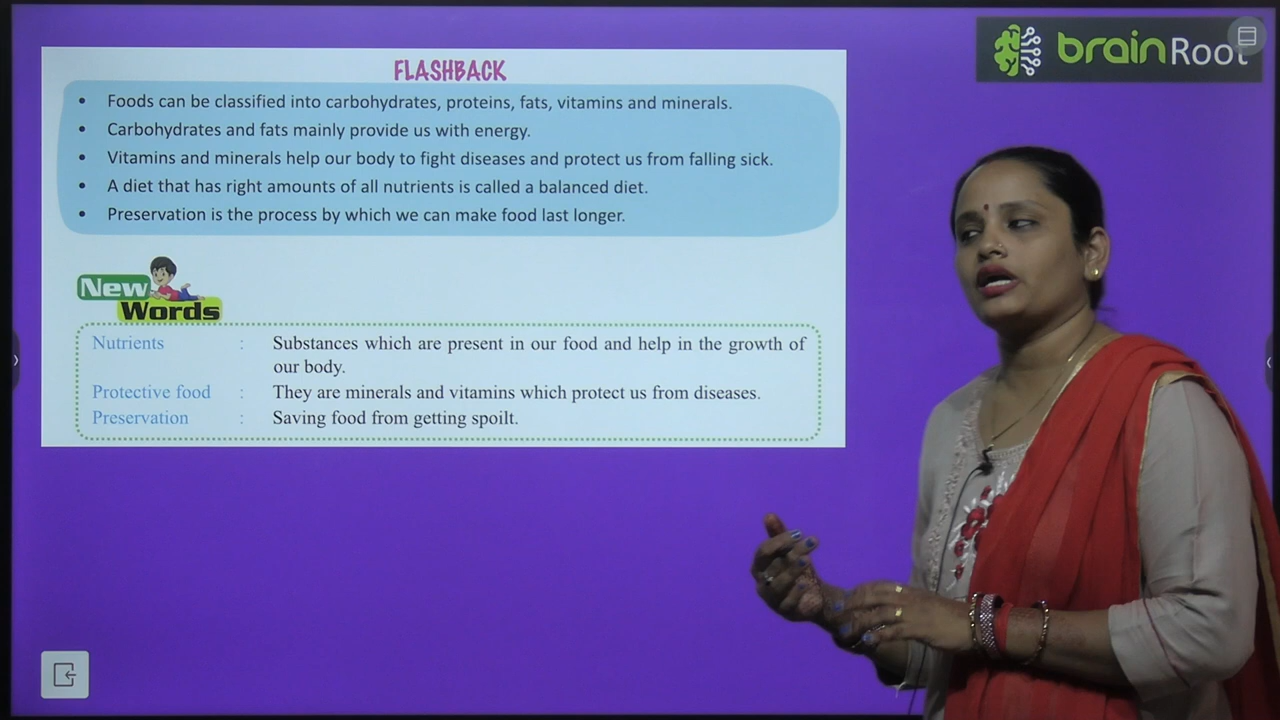 brainRoot
FLASHBACK
• Foods can be classified into carbohydrates, proteins, fats, vitamins and minerals.
• Carbohydrates and fats mainly provide us with energy.
• Vitamins and minerals help our body to fight diseases and protect us from falling sick.
• A diet that has right amounts of all nutrients is called a balanced diet.
• Preservation is the process by which we can make food last longer.
New
Words
Nutrients : Substances which are present in our food and help in the growth of
our body.
Protective food : They are minerals and vitamins which protect us from diseases.
Preservation : Saving food from getting spoilt.